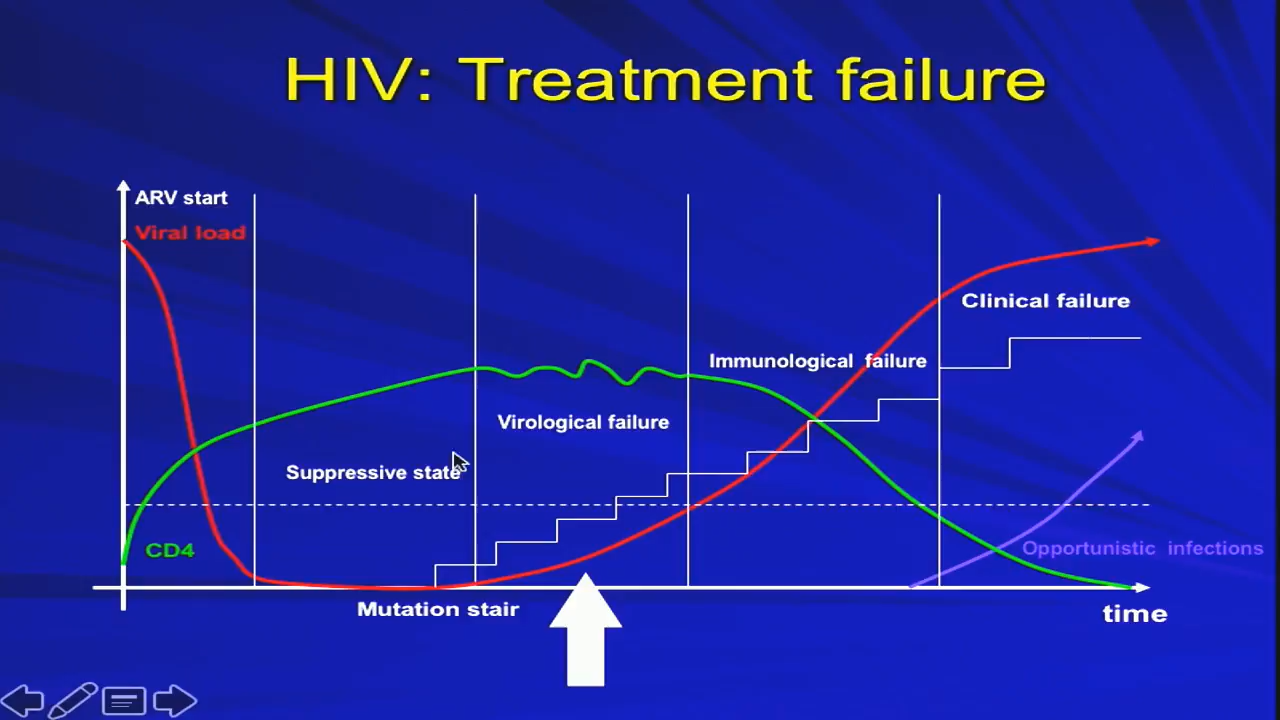 HIV: Treatment failure
ARV start
Viral load
Clinical failure
Immunological failure
Virological failure
Suppressive state
CD4
Opportunistic infections
Mutation stair
time